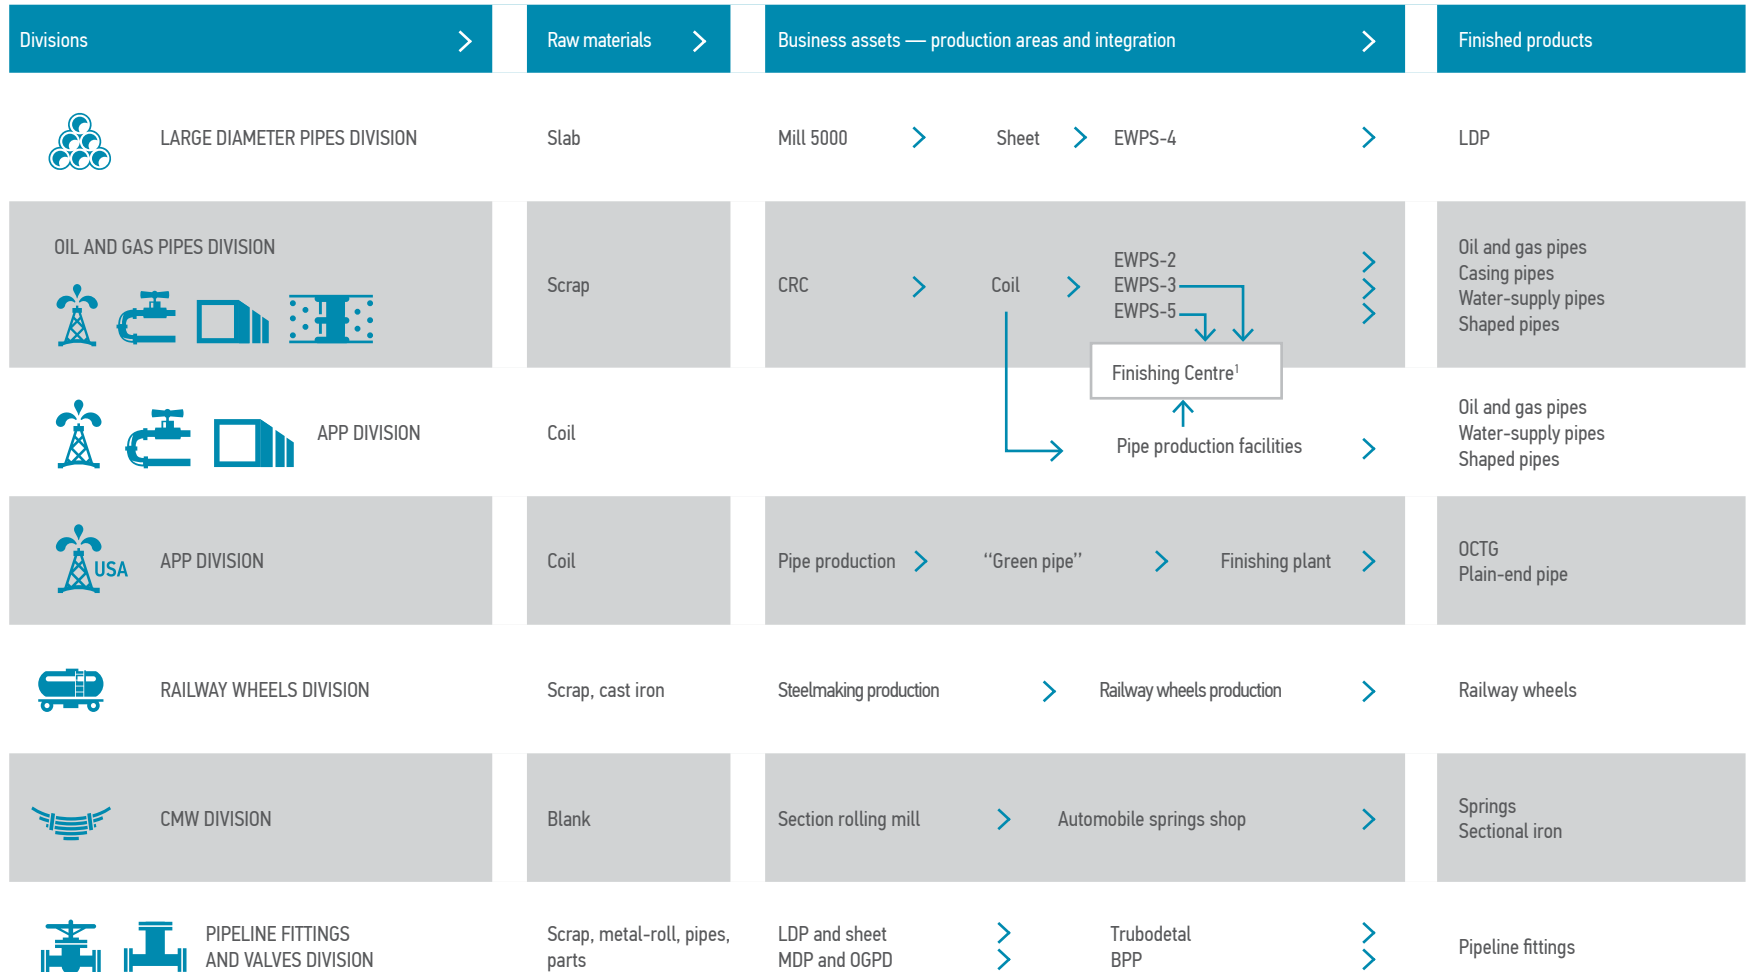 Divisions
Raw materials
Business assets — production areas and integration
Finished products
LARGE DIAMETER PIPES DIVISION
Slab
Mill 5000
Sheet
EWPS-4
LDP
OIL AND GAS PIPES DIVISION
Scrap
CRC
Coil
EWPS-2
EWPS-3
EWPS-5
Finishing Centre¹
Oil and gas pipes
Casing pipes
Water-supply pipes
Shaped pipes
APP DIVISION
Coil
Pipe production facilities
Oil and gas pipes
Water-supply pipes
Shaped pipes
USA
APP DIVISION
Coil
Pipe production
“Green pipe”
Finishing plant
OCTG
Plain-end pipe
RAILWAY WHEELS DIVISION
Scrap, cast iron
Steelmaking production
Railway wheels production
Railway wheels
CMW DIVISION
Blank
Section rolling mill
Automobile springs shop
Springs
Sectional iron
PIPELINE FITTINGS
AND VALVES DIVISION
Scrap, metal-roll, pipes,
parts
LDP and sheet
MDP and OGPD
Trubodetal
BPP
Pipeline fittings